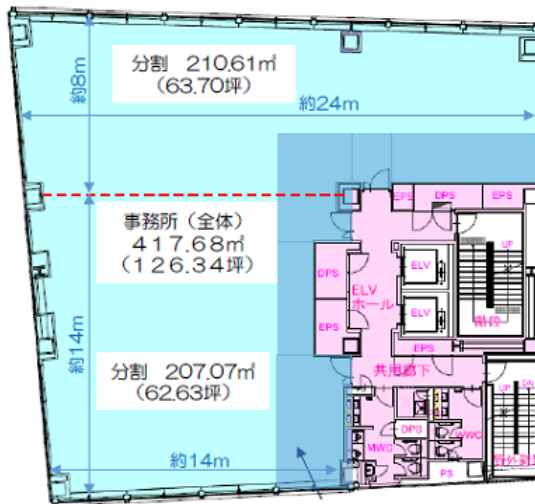 分割 210.61㎡
（63.70坪）
約8m
約24m
EPS
DPS
EPS
事務所（全体）
417.68㎡
（126.34坪）
UP
DPS
ELV
ELV
ホール
ELV
階段
EPS
EPS
約14m
共用廊下
分割 207.07㎡
（62.63坪）
UP
DN
DPS
MWC
WWC
約14m
PS